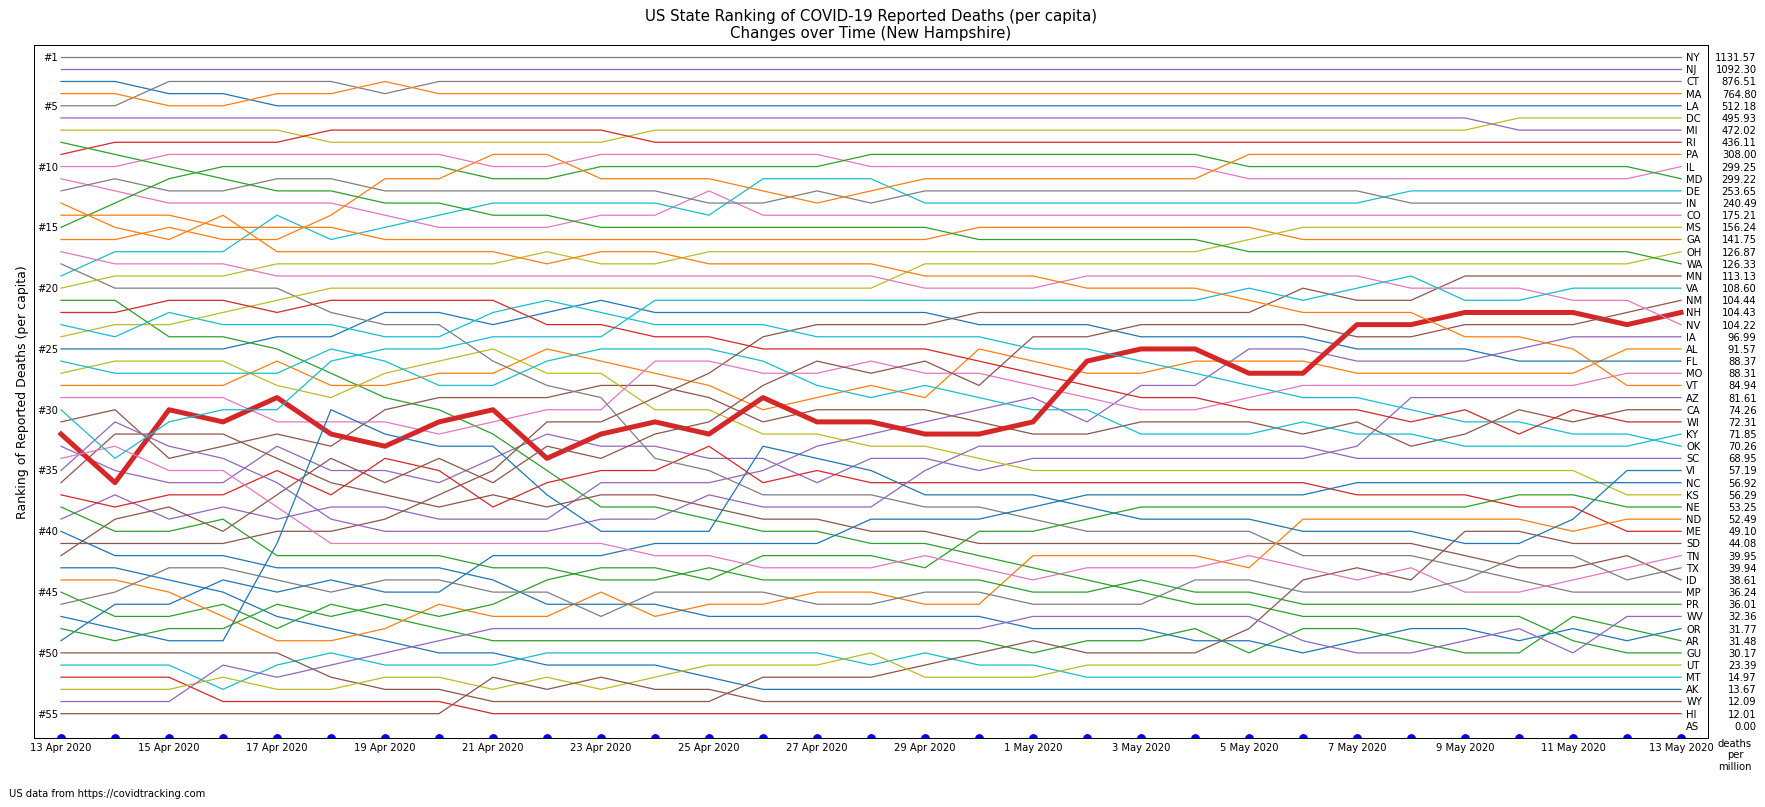 US State Ranking of COVID-19 Reported Deaths (per capita)
Changes over Time (New Hampshire)
Ranking of Reported Deaths (per capita)
#1
#5
#10
#15
#20
#25
#30
#35
#40
#45
#50
#55
NY 1131.57
NJ 1092.30
CT 876.51
MA 764.80
LA 512.18
DC 495.93
MI 472.02
RI 436.11
PA 308.00
IL 299.25
MD 299.22
DE 253.65
IN 240.49
CO 175.21
MS 156.24
GA 141.75
OH 126.87
WA 126.33
MN 113.13
VA 108.60
NM 104.44
NH 104.43
NV 104.22
IA 96.99
AL 91.57
FL 88.37
MO 88.31
VT 84.94
AZ 81.61
CA 74.26
WI 72.31
KY 71.85
OK 70.26
SC 68.95
VI 57.19
NC 56.92
KS 56.29
NE 53.25
ND 52.49
ME 49.10
SD 44.08
TN 39.95
TX 39.94
ID 38.61
MP 36.24
PR 36.01
WV 32.36
OR 31.77
AR 31.48
GU 30.17
UT 23.39
MT 14.97
AK 13.67
WY 12.09
HI 12.01
AS 0.00
13 Apr 2020 15 Apr 2020 17 Apr 2020 19 Apr 2020 21 Apr 2020 23 Apr 2020 25 Apr 2020 27 Apr 2020 29 Apr 2020 1 May 2020 3 May 2020 5 May 2020 7 May 2020 9 May 2020 11 May 2020 13 May 2020
deaths
per
million
US data from https://covidtracking.com